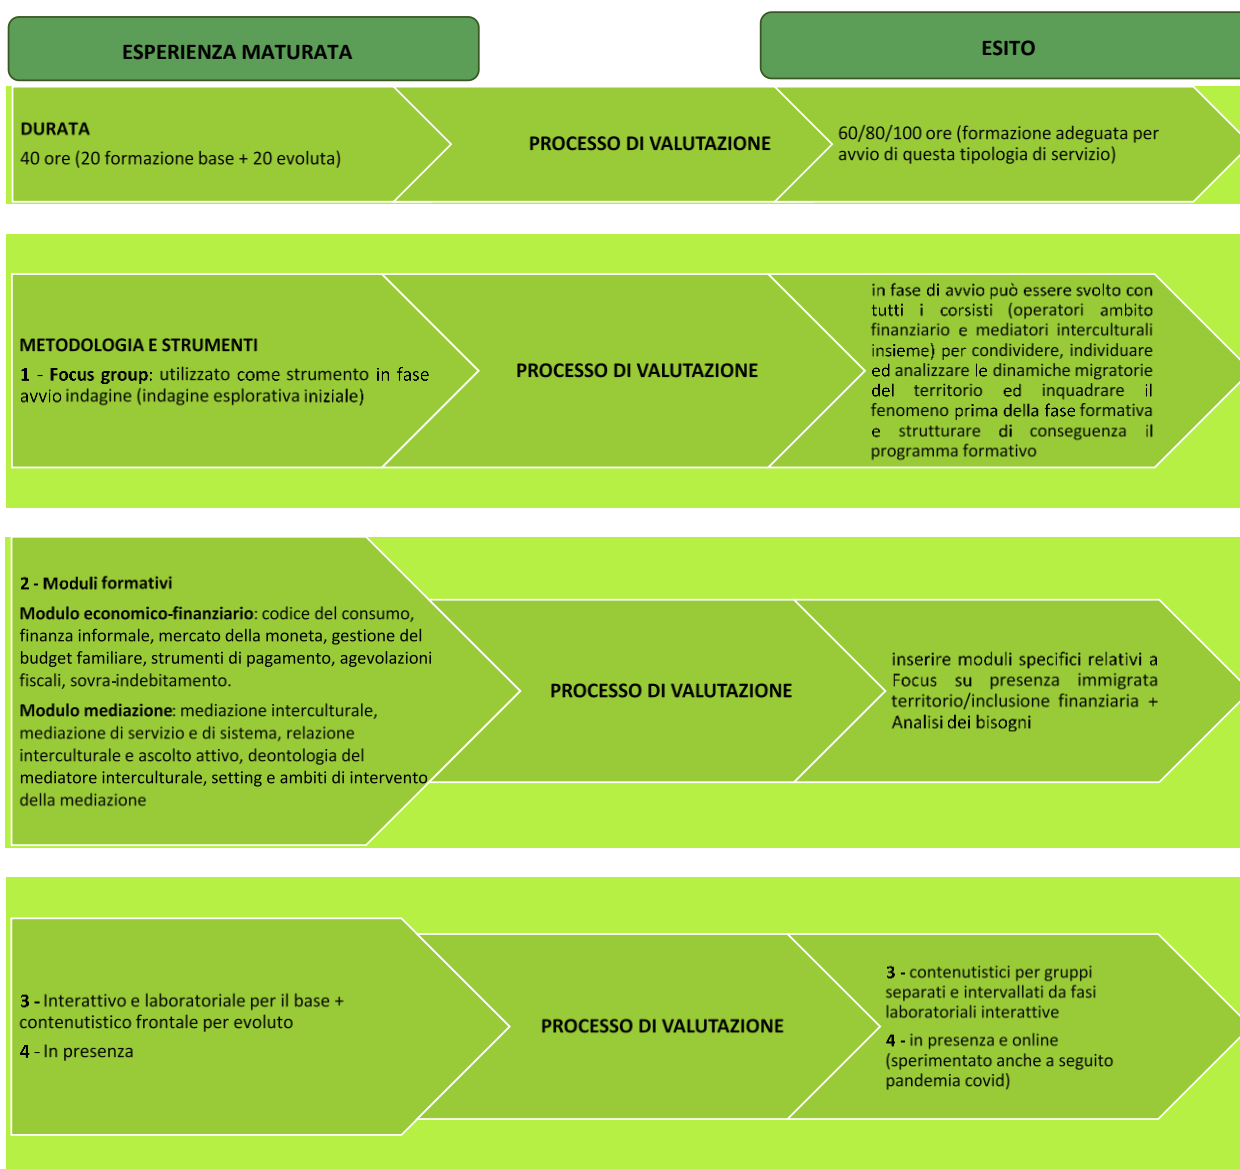 ESPERIENZA MATURATA
ESITO
DURATA
40 ore (20 formazione base + 20 evoluta)
PROCESSO DI VALUTAZIONE
60/80/100 ore (formazione adeguata per
avvio di questa tipologia di servizio)
METODOLOGIA E STRUMENTI
1 - Focus group: utilizzato come strumento in fase
avvio indagine (indagine esplorativa iniziale)
PROCESSO DI VALUTAZIONE
in fase di avvio può essere svolto con
tutti i corsisti (operatori ambito
finanziario e mediatori interculturali
insieme) per condividere, individuare
ed analizzare le dinamiche migratorie
del territorio ed inquadrare il
fenomeno prima della fase formativa
e strutturare di conseguenza il
programma formativo
2 - Moduli formativi
Modulo economico-finanziario: codice del consumo,
finanza informale, mercato della moneta, gestione del
budget familiare, strumenti di pagamento, agevolazioni
fiscali, sovra-indebitamento.
Modulo mediazione: mediazione interculturale,
mediazione di servizio e di sistema, relazione
interculturale e ascolto attivo, deontologia del
mediatore interculturale, setting e ambiti di intervento
della mediazione
PROCESSO DI VALUTAZIONE
inserire moduli specifici relativi a
Focus su presenza immigrata
territorio/inclusione finanziaria +
Analisi dei bisogni
3 - Interattivo e laboratoriale per il base +
contenutistico frontale per evoluto
4 - In presenza
PROCESSO DI VALUTAZIONE
3 - contenutistici per gruppi
separati e intervallati da fasi
laboratoriali interattive
4 - in presenza e online
(sperimentato anche a seguito
pandemia covid)